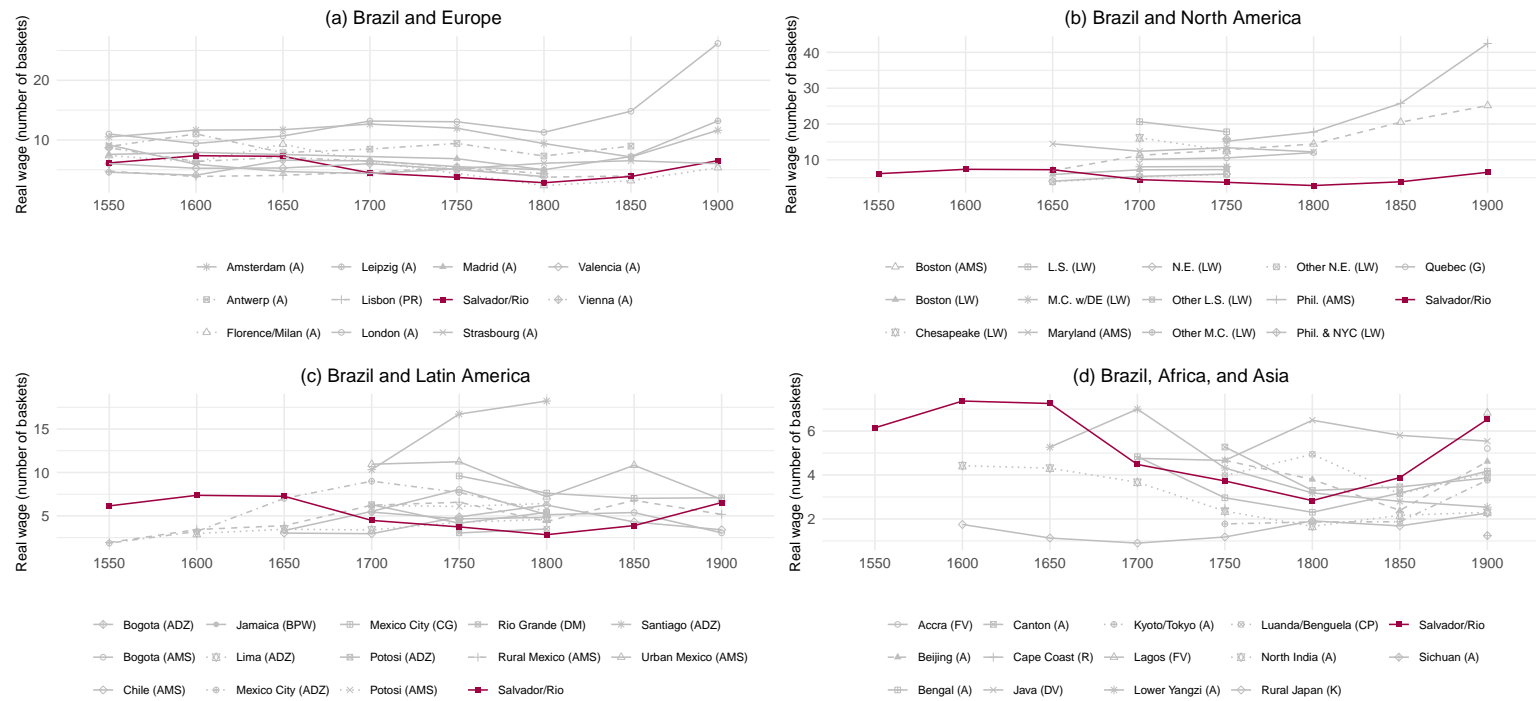 (a) Brazil and Europe
Real wage (number of baskets)
20
10
1550 1600 1650 1700 1750 1800 1850 1900
Amsterdam (A) Leipzig (A) Madrid (A) Valencia (A)
Antwerp (A) Lisbon (PR) Salvador/Rio Vienna (A)
Florence/Milan (A) London (A) Strasbourg (A)
(b) Brazil and North America
Real wage (number of baskets)
40
30
20
10
1550 1600 1650 1700 1750 1800 1850 1900
Boston (AMS) L.S. (LW) N.E. (LW) Other N.E. (LW) Quebec (G)
Boston (LW) M.C. w/DE (LW) Other L.S. (LW) Phil. (AMS) Salvador/Rio
Chesapeake (LW) Maryland (AMS) Other M.C. (LW) Phil. & NYC (LW)
(c) Brazil and Latin America
Real wage (number of baskets)
15
10
5
1550 1600 1650 1700 1750 1800 1850 1900
Bogota (ADZ) Jamaica (BPW) Mexico City (CG) Rio Grande (DM) Santiago (ADZ)
Bogota (AMS) Lima (ADZ) Potosi (ADZ) Rural Mexico (AMS) Urban Mexico (AMS)
Chile (AMS) Mexico City (ADZ) Potosi (AMS) Salvador/Rio
(d) Brazil, Africa, and Asia
Real wage (number of baskets)
6
4
2
1550 1600 1650 1700 1750 1800 1850 1900
Accra (FV) Canton (A) Kyoto/Tokyo (A) Luanda/Benguela (CP) Salvador/Rio
Beijing (A) Cape Coast (R) Lagos (FV) North India (A) Sichuan (A)
Bengal (A) Java (DV) Lower Yangzi (A) Rural Japan (K)